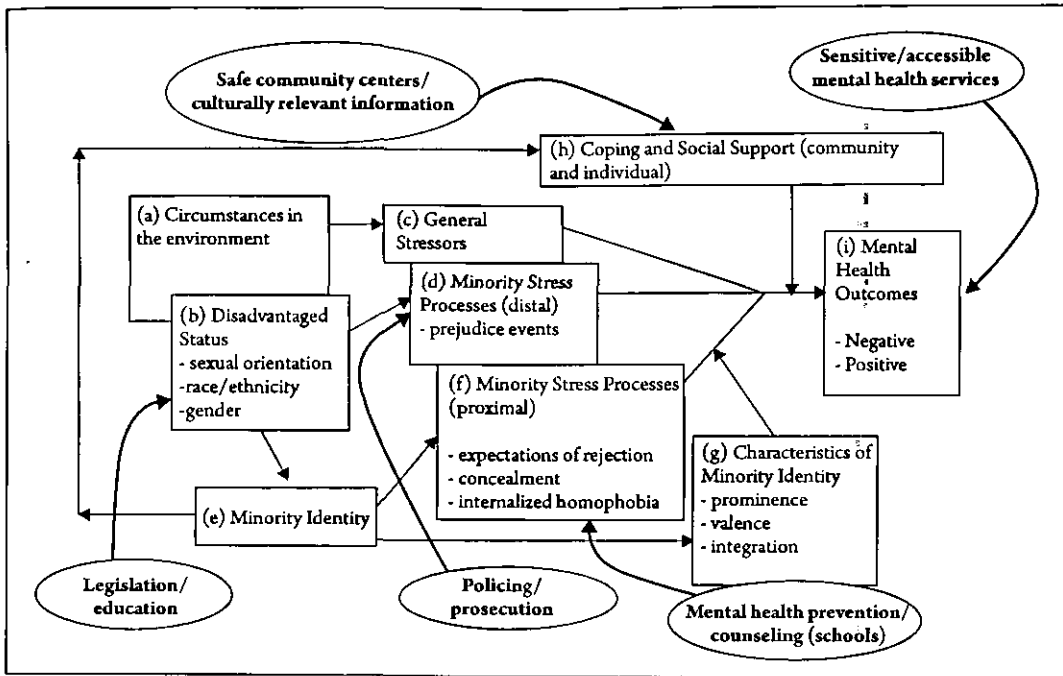 Safe community centers/
culturally relevant information
Sensitive/accessible
mental health services
(h) Coping and Social Support (community
and individual)
(a) Circumstances in
the environment
(c) General
Stressors
(i) Mental
Health
Outcomes
- Negative
- Positive
(d) Minority Stress
Processes (distal)
- prejudice events
(b) Disadvantaged
Status
- sexual orientation
-race/ethnicity
-gender
(f) Minority Stress Processes
(proximal)
- expectations of rejection
- concealment
- internalized homophobia
(g) Characteristics of
Minority Identity
- prominence
- valence
- integration
(e) Minority Identity
Legislation/
education
Policing/
prosecution
Mental health prevention/
counseling (schools)